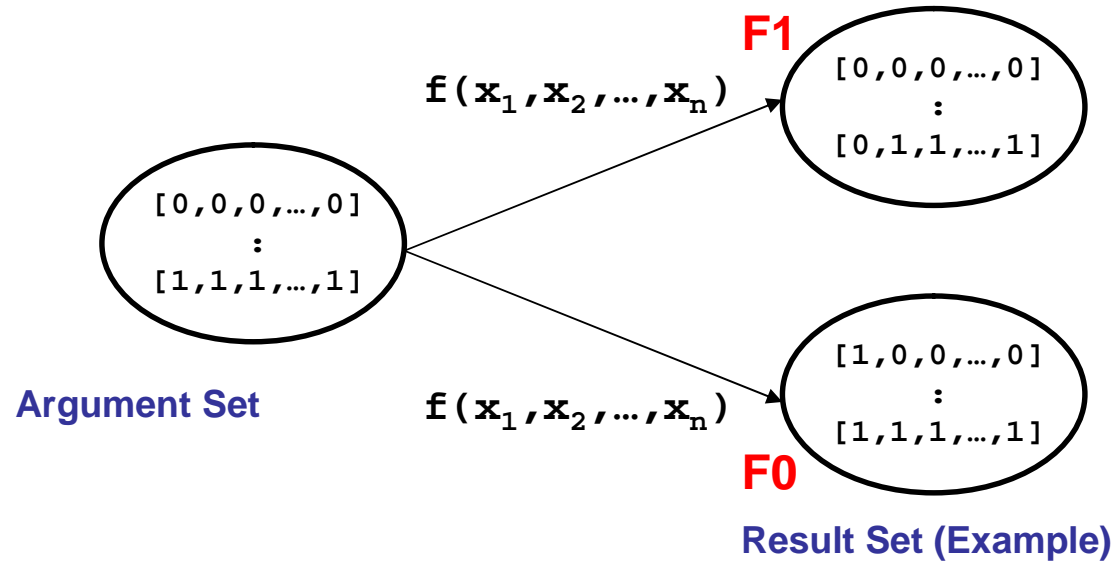 F1
[0,0,0,…,0]
:
[0,1,1,…,1]
f(x1,x2,…,xn)
[0,0,0,…,0]
:
[1,1,1,…,1]
Argument Set
f(x1,x2,…,xn)
[1,0,0,…,0]
:
[1,1,1,…,1]
F0
Result Set (Example)